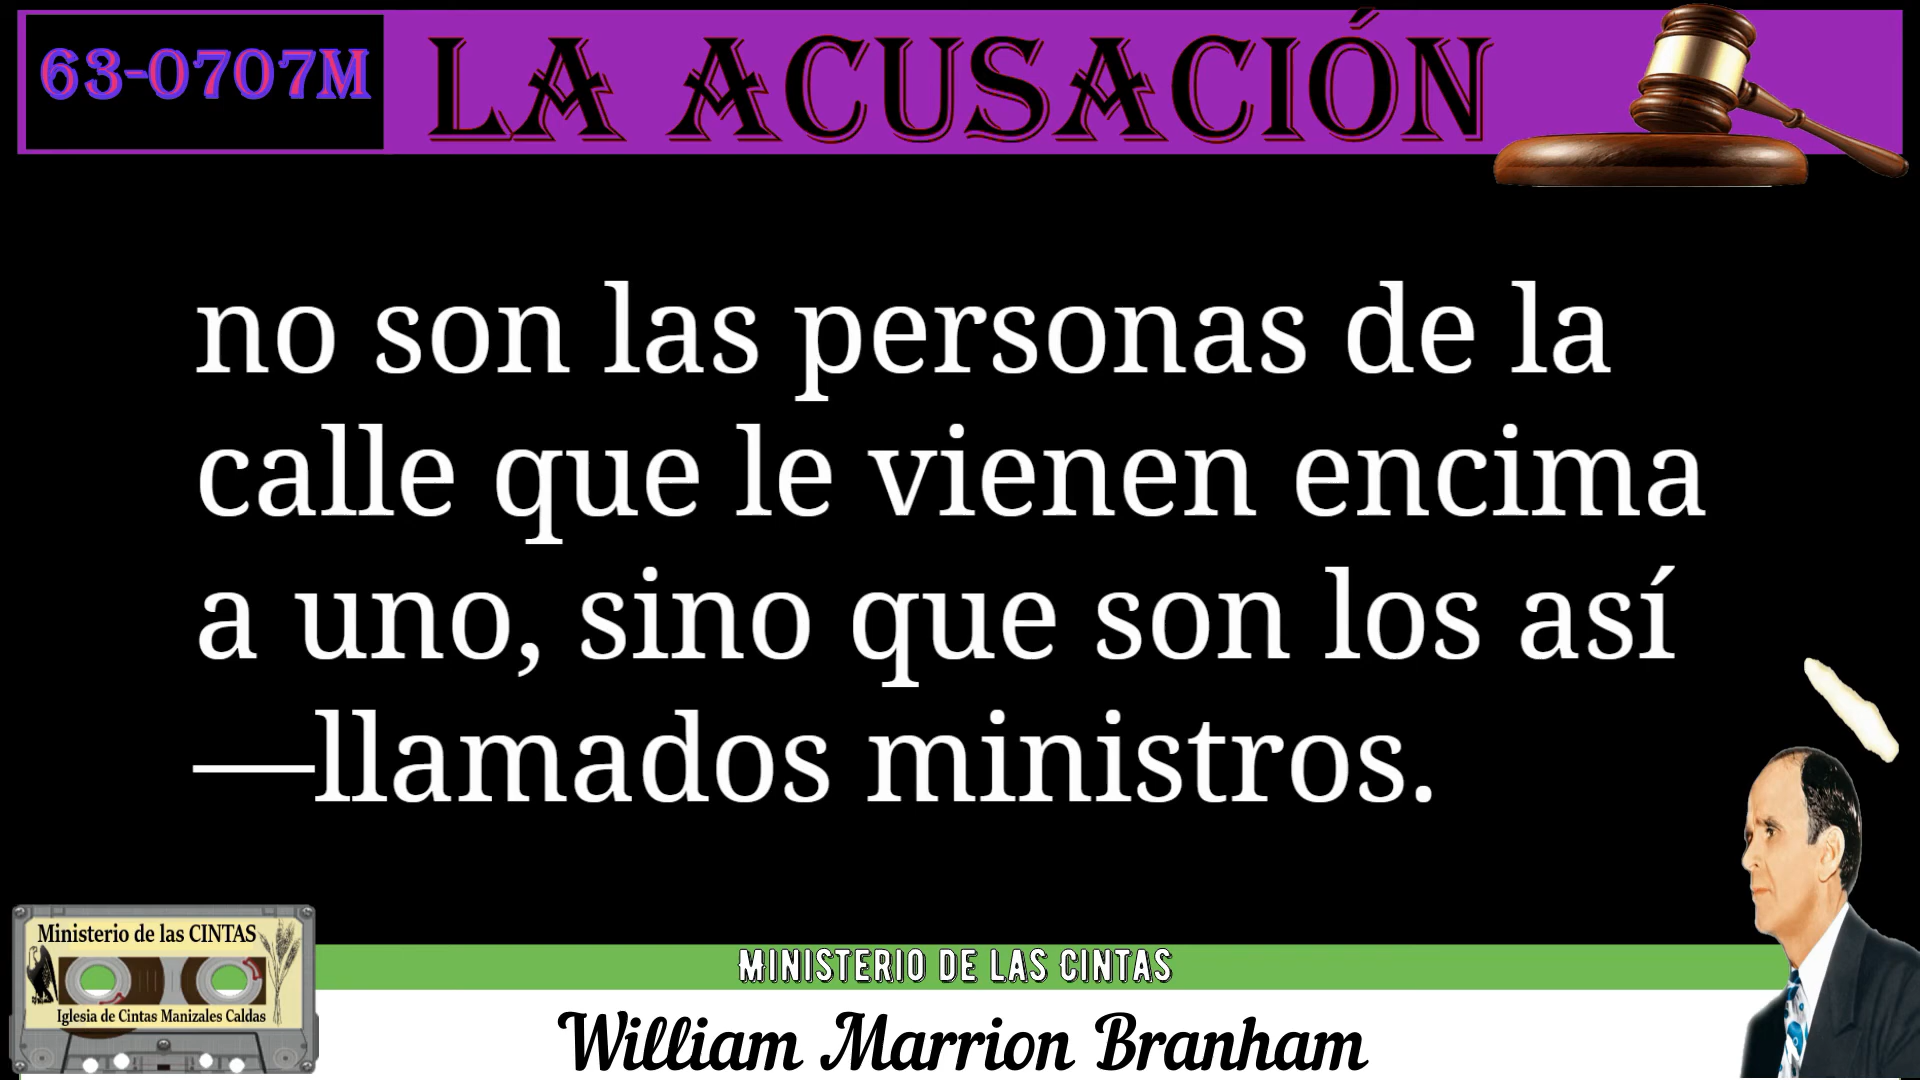 63-0707M
LA ACUSACIÓN
no son las personas de la
calle que le vienen encima
a uno, sino que son los así
—llamados ministros.
Ministerio de las CINTAS
Iglesia de Cintas Manizales Caldas
MINISTERIO DE LAS CINTAS
William Marrion Branham